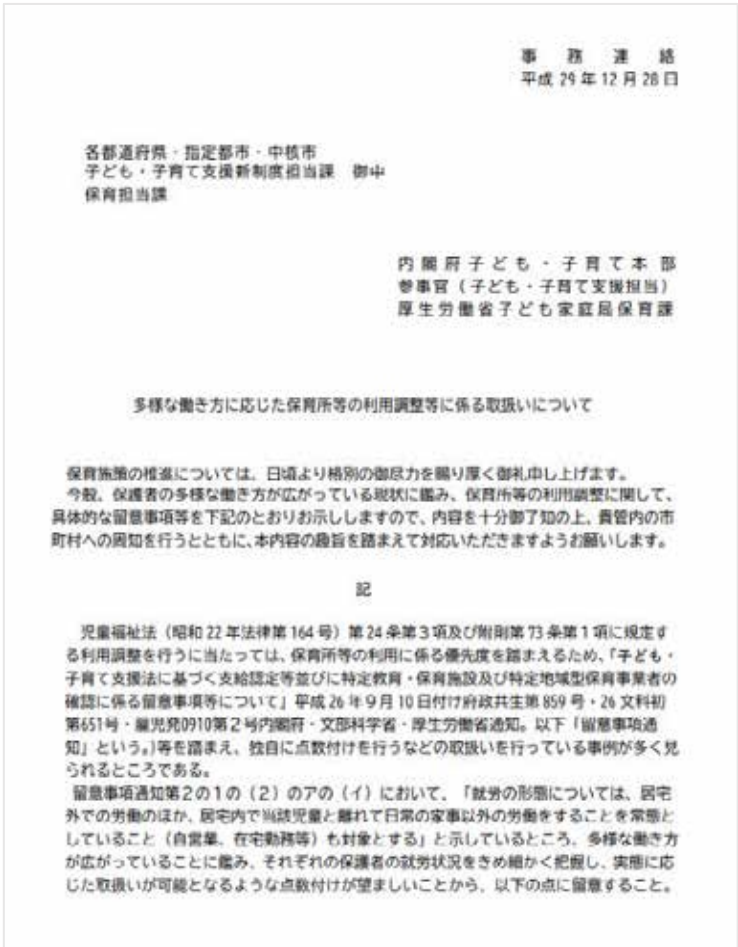 事務連絡
平成 29 年 12 月 28 日
各都道府県・指定都市・中核市
子ども・子育て支援新制度担当課　御中
保育担当課
内閣府子ども・子育て本部
参事官（子ども・子育て支援担当）
厚生労働省子ども家庭局保育課
多様な働き方に応じた保育所等の利用調整等に係る取扱いについて
保育施策の推進については、日頃より格別の御尽力を賜り厚く御礼申し上げます。
今般、保護者の多様な働き方が広がっている現状に鑑み、保育所等の利用調整に関して、
具体的な留意事項等を下記のとおりお示ししますので、内容を十分御了知の上、貴管内の市
町村への周知を行うとともに、本内容の趣旨を踏まえて対応いただきますようお願いします。
記
児童福祉法（昭和 22 年法律第 164 号）第 24 条第３項及び附則第 73 条第１項に規定す
る利用調整を行うに当たっては、保育所等の利用に係る優先度を踏まえるため、「子ども・
子育て支援法に基づく支給認定等並びに特定教育・保育施設及び特定地域型保育事業者の
確認に係る留意事項等について」平成 26 年９月 10 日付け府政共生第 859 号・26 文科初
第651号・雇児発0910第２号内閣府・文部科学省・厚生労働省通知。以下「留意事項通
知」という。）等を踏まえ、独自に点数付けを行うなどの取扱いを行っている事例が多く見
られるところである。
留意事項通知第２の１の（２）のアの（イ）において、「就労の形態については、居宅
外での労働のほか、居宅内で当該児童と離れて日常の家事以外の労働をすることを常態と
していること（自営業、在宅勤務等）も対象とする」と示しているところ、多様な働き方
が広がっていることに鑑み、それぞれの保護者の就労状況をきめ細かく把握し、実態に応
じた取扱いが可能となるような点数付けが望ましいことから、以下の点に留意すること。